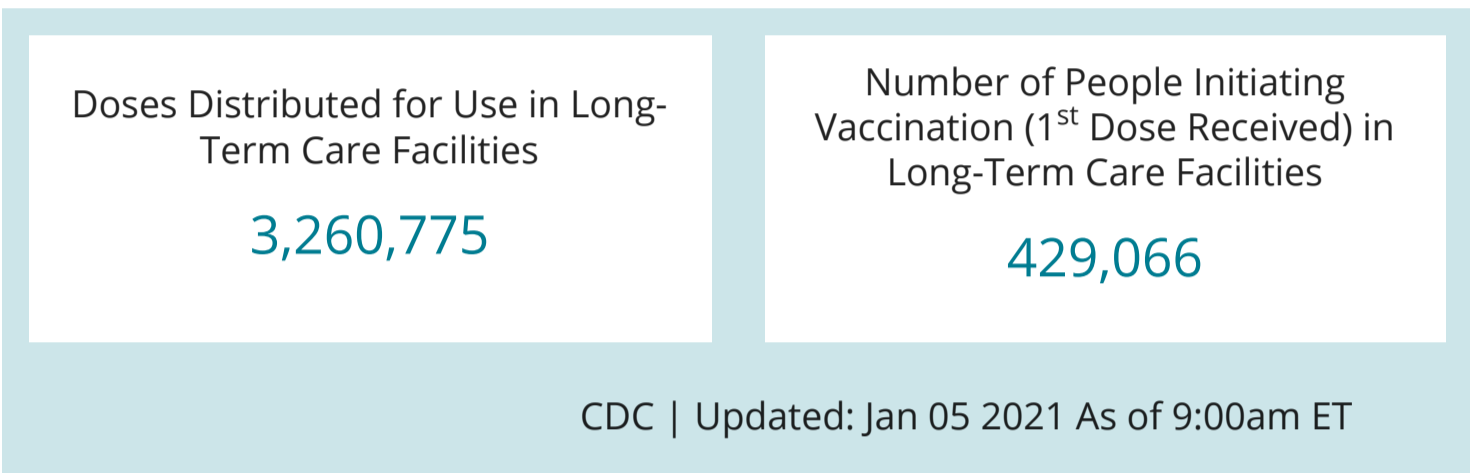 Doses Distributed for Use in Long-
Term Care Facilities
3,260,775
Number of People Initiating
Vaccination (1st Dose Received) in
Long-Term Care Facilities
429,066
CDC | Updated: Jan 05 2021 As of 9:00am ET